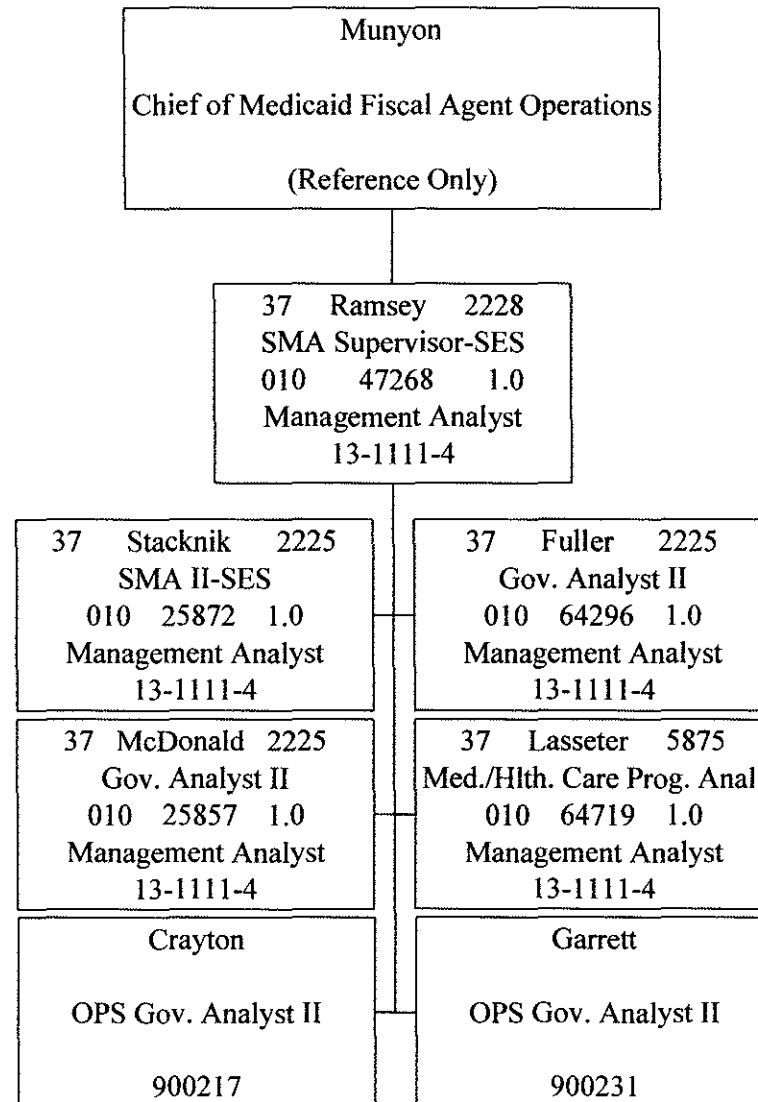 Munyon
Chief of Medicaid Fiscal Agent Operations
(Reference Only)
37 Ramsey 2228
SMA Supervisor-SES
010 47268 1.0
Management Analyst
13-1111-4
37 Stacknik 2225
SMA II-SES
010 25872 1.0
Management Analyst
13-1111-4
37 Fuller 2225
Gov. Analyst II
010 64296 1.0
Management Analyst
13-1111-4
37 McDonald 2225
Gov. Analyst II
010 25857 1.0
Management Analyst
13-1111-4
37 Lasseter 5875
Med./Hlth. Care Prog. Anal
010 64719 1.0
Management Analyst
13-1111-4
Crayton
OPS Gov. Analyst II
900217
Garrett
OPS Gov. Analyst II
900231